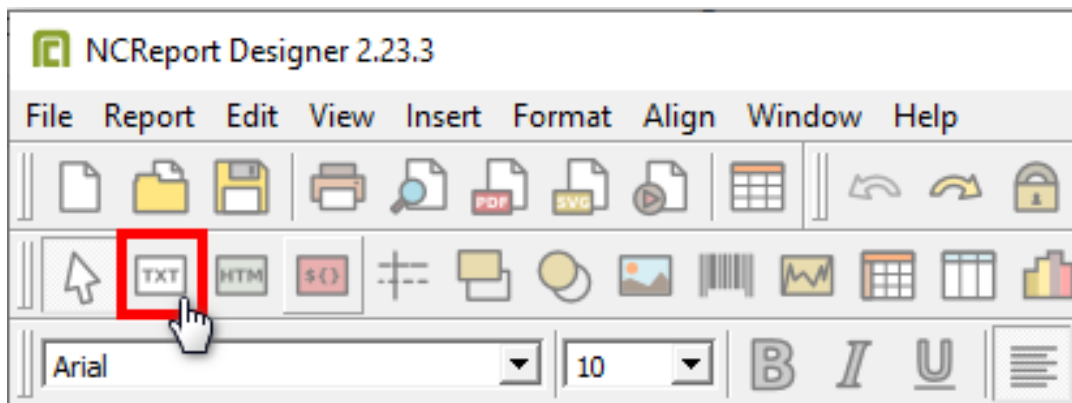 NCReport Designer 2.23.3
File Report Edit View Insert Format Align Window Help
PDF SVG
TXT HTM ${}
Arial 10 B I U